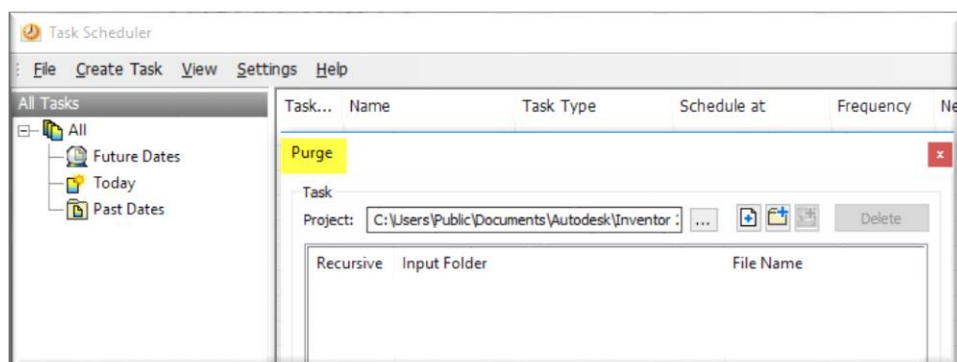 Task Scheduler
File Create Task View Settings Help
All Tasks
Task... Name Task Type Schedule at Frequency Ne
All
Future Dates
Today
Past Dates
Purge
Task
Project: C:\Users\Public\Documents\Autodesk\Inventor ... Delete
Recursive Input Folder File Name